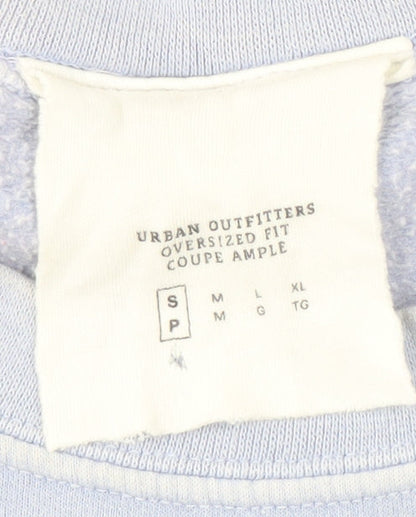 URBAN OUTFITTERS
OVERSIZED FIT
COUPE AMPLE
S M L XL
P M G TG